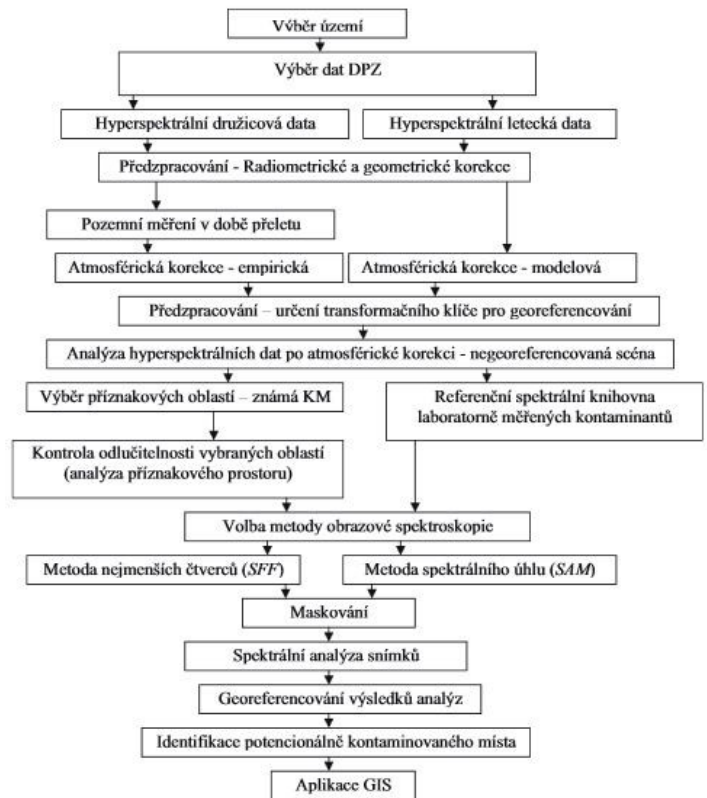 Výběr území
Výběr dat DPZ
Hyperspektrální družicová data
Hyperspektrální letecká data
Předzpracování - Radiometrické a geometrické korekce
Pozemní měření v době přeletu
Atmosférická korekce - empirická
Atmosférická korekce - modelová
Předzpracování – určení transformačního klíče pro georeferencování
Analýza hyperspektrálních dat po atmosférické korekci - negeoreferencovaná scéna
Výběr příznakových oblastí – známá KM
Referenční spektrální knihovna
laboratorně měřených kontaminantů
Kontrola odlučitelnosti vybraných oblastí
(analýza příznakového prostoru)
Volba metody obrazové spektroskopie
Metoda nejmenších čtverců (SFF)
Metoda spektrálního úhlu (SAM)
Maskování
Spektrální analýza snímků
Georeferencování výsledků analýz
Identifikace potencionálně kontaminovaného místa
Aplikace GIS